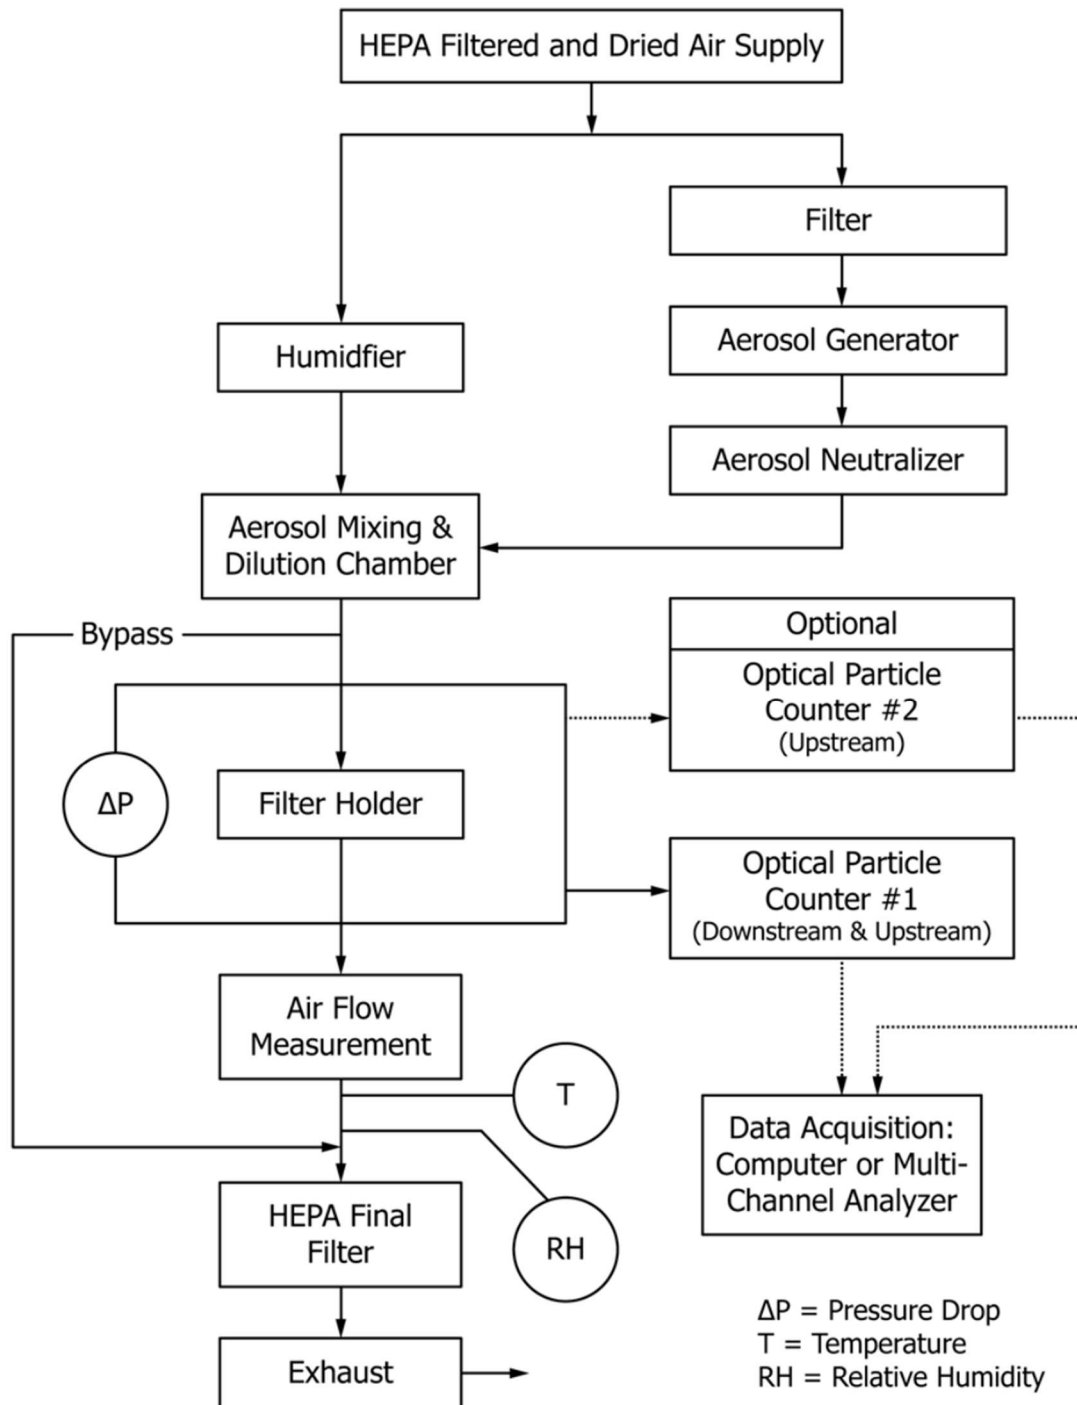 HEPA Filtered and Dried Air Supply
Filter
Aerosol Generator
Humidfier
Aerosol Neutralizer
Aerosol Mixing &
Dilution Chamber
Bypass
Optional
Optical Particle
Counter #2
(Upstream)
ΔP
Filter Holder
Optical Particle
Counter #1
(Downstream & Upstream)
Air Flow
Measurement
T
Data Acquisition:
Computer or Multi-
Channel Analyzer
HEPA Final
Filter
RH
Exhaust
ΔP = Pressure Drop
T = Temperature
RH = Relative Humidity